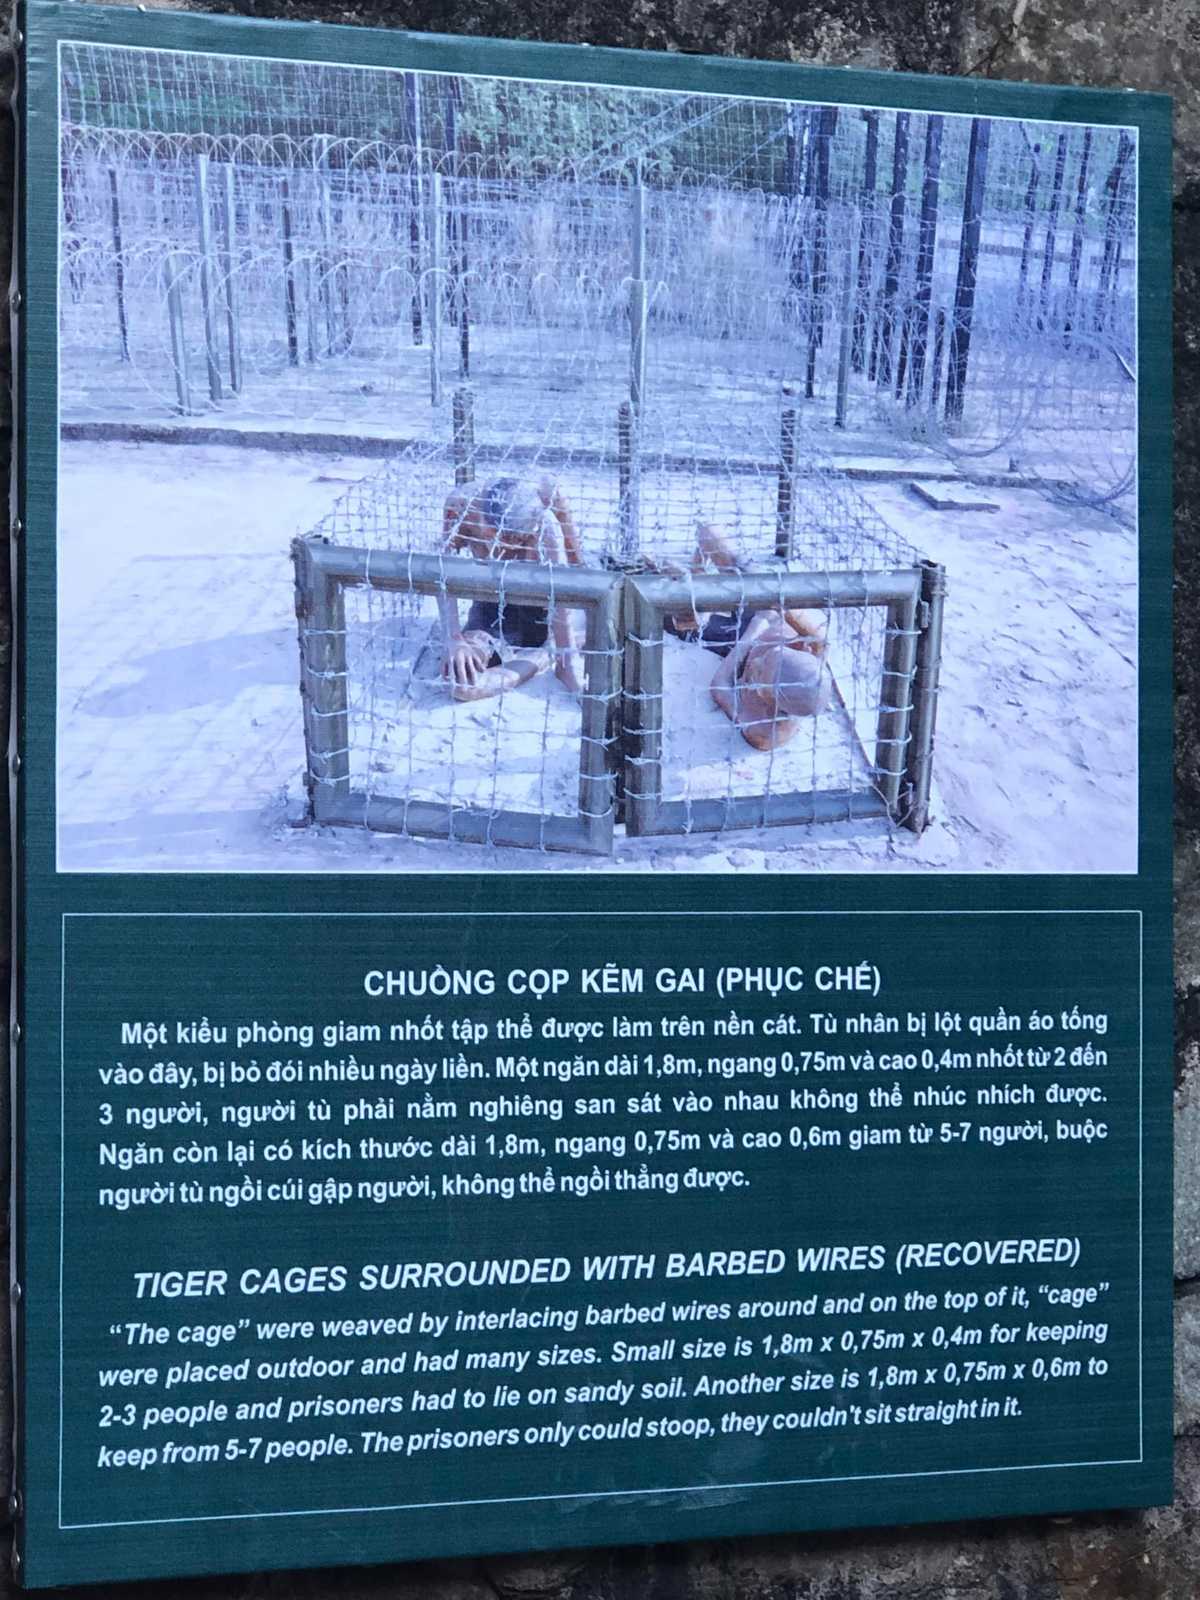 CHUỒNG CỌP KẼM GAI (PHỤC CHẾ)
Một kiểu phòng giam nhốt tập thể được làm trên nền cát. Tù nhân bị lột quần áo tống
vào đây, bị bỏ đói nhiều ngày liền. Một ngăn dài 1,8m, ngang 0,75m và cao 0,4m nhốt từ 2 đến
3 người, người tù phải nằm nghiêng san sát vào nhau không thể nhúc nhích được.
Ngăn còn lại có kích thước dài 1,8m, ngang 0,75m và cao 0,6m giam từ 5-7 người, buộc
người tù ngồi cúi gập người, không thể ngồi thẳng được.
TIGER CAGES SURROUNDED WITH BARBED WIRES (RECOVERED)
“The cage” were weaved by interlacing barbed wires around and on the top of it, “cage”
were placed outdoor and had many sizes. Small size is 1,8m x 0,75m x 0,4m for keeping
2-3 people and prisoners had to lie on sandy soil. Another size is 1,8m x 0,75m x 0,6m to
keep from 5-7 people. The prisoners only could stoop, they couldn't sit straight in it.